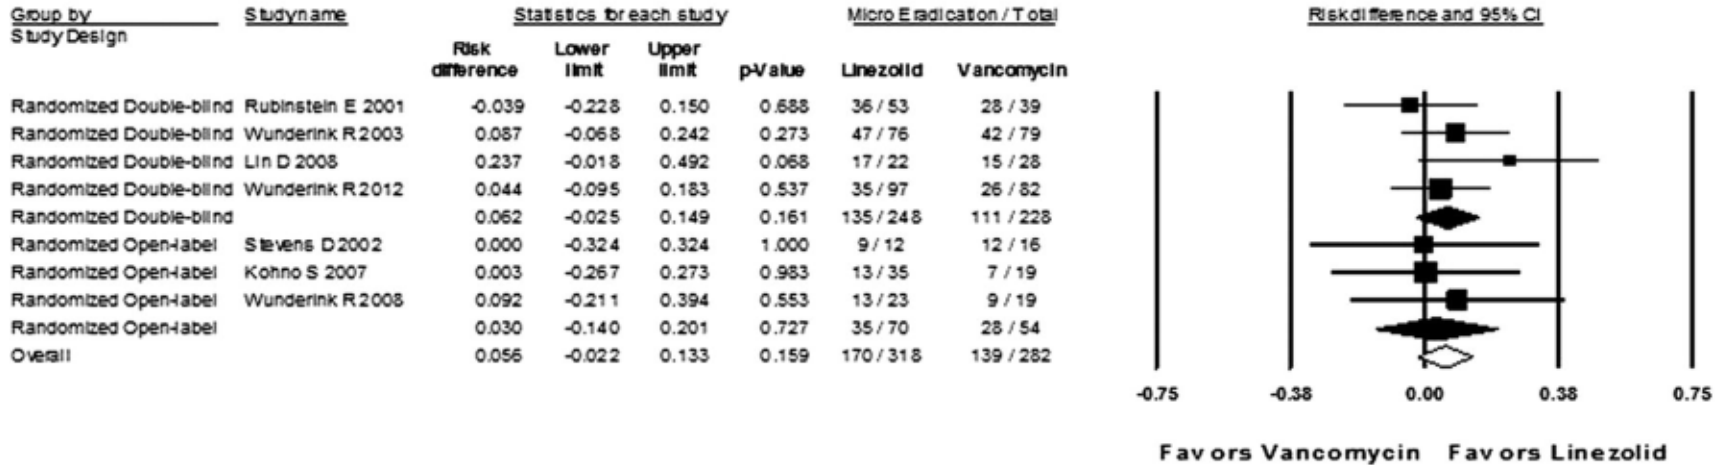 Group by Studyname Statistics for each study Micro Eradication / Total Risk difference and 95% CI
Study Design
Risk Lower Upper
difference limit limit p-Value Linezolid Vancomycin
Randomized Double-blind Rubinstein E 2001 -0.039 -0.228 0.150 0.688 36 / 53 28 / 39
Randomized Double-blind Wunderink R 2003 0.087 -0.068 0.242 0.273 47 / 76 42 / 79
Randomized Double-blind Lin D 2008 0.237 -0.018 0.492 0.068 17 / 22 15 / 28
Randomized Double-blind Wunderink R 2012 0.044 -0.095 0.183 0.537 35 / 97 26 / 82
Randomized Double-blind 0.062 -0.025 0.149 0.161 135 / 248 111 / 228
Randomized Open-label Stevens D 2002 0.000 -0.324 0.324 1.000 9 / 12 12 / 16
Randomized Open-label Kohno S 2007 0.003 -0.267 0.273 0.983 13 / 35 7 / 19
Randomized Open-label Wunderink R 2008 0.092 -0.211 0.394 0.553 13 / 23 9 / 19
Randomized Open-label 0.030 -0.140 0.201 0.727 35 / 70 28 / 54
Overall 0.056 -0.022 0.133 0.159 170 / 318 139 / 282
-0.75 -0.38 0.00 0.38 0.75
Favors Vancomycin Favors Linezolid